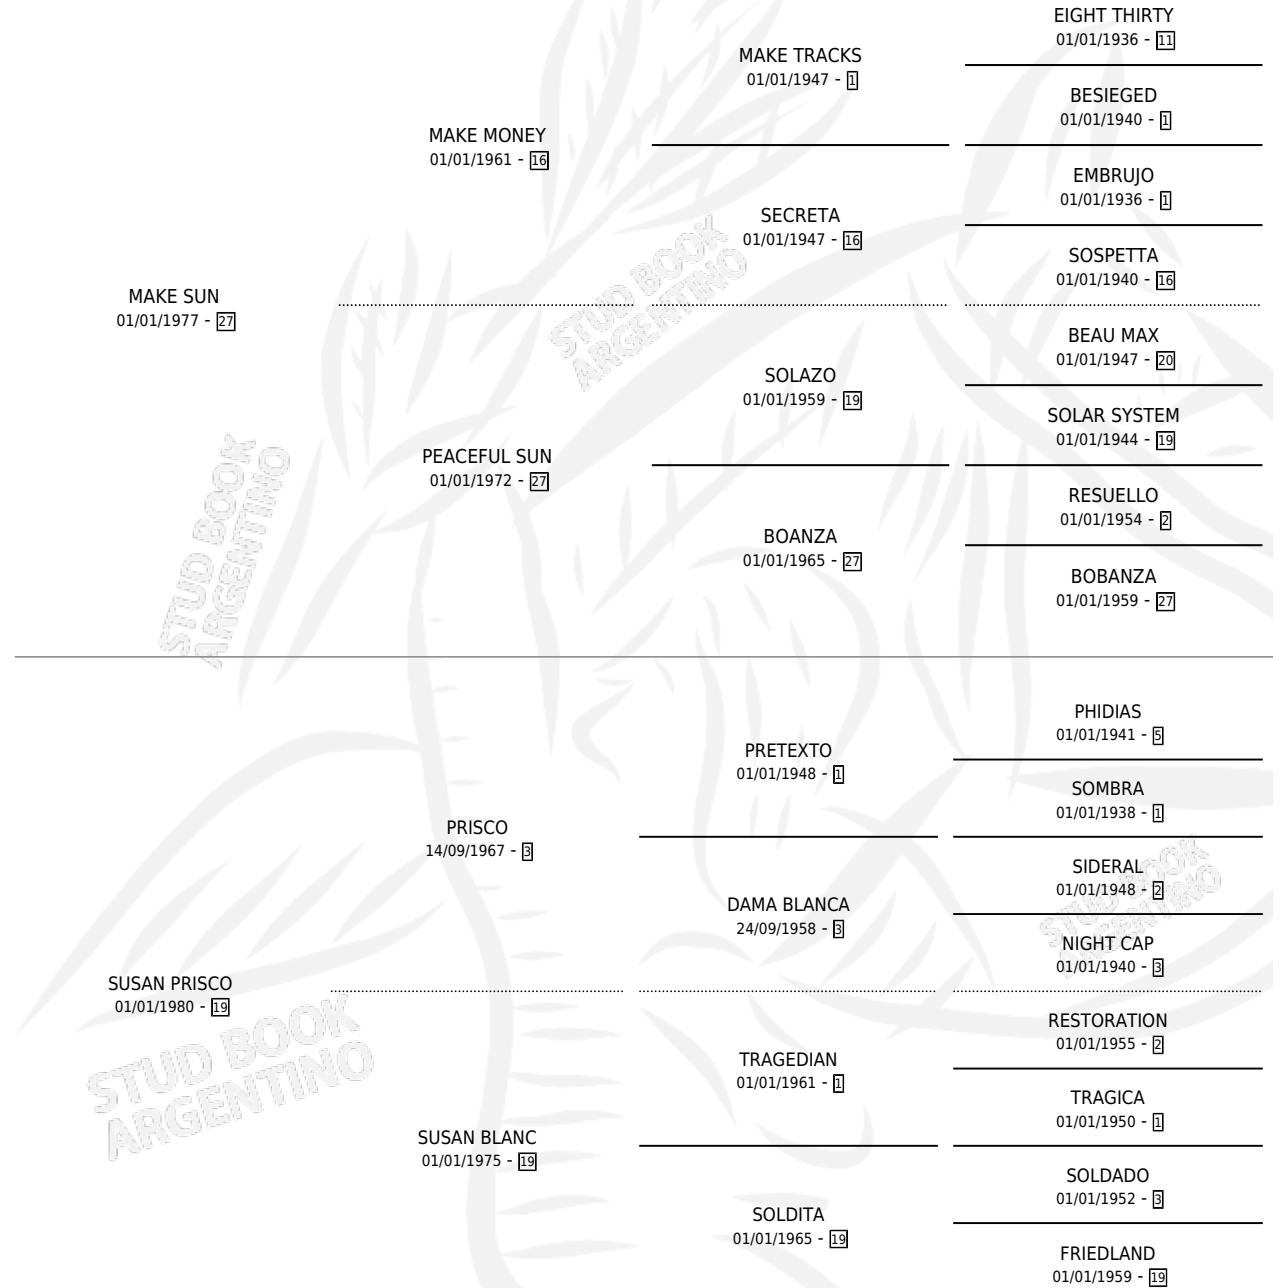 EIGHT THIRTY
01/01/1936 - 11
MAKE TRACKS
01/01/1947 - 1
BESIEGED
01/01/1940 - 1
MAKE MONEY
01/01/1961 - 16
EMBRUJO
01/01/1936 - 1
SECRETA
01/01/1947 - 16
SOSPETTA
01/01/1940 - 16
MAKE SUN
01/01/1977 - 27
STUD BOOK
ARGENTINO
BEAU MAX
01/01/1947 - 20
SOLAZO
01/01/1959 - 19
SOLAR SYSTEM
01/01/1944 - 19
PEACEFUL SUN
01/01/1972 - 27
RESUELLO
01/01/1954 - 2
BOANZA
01/01/1965 - 27
BOBANZA
01/01/1959 - 27
STUD BOOK
ARGENTINO
PHIDIAS
01/01/1941 - 5
PRETEXTO
01/01/1948 - 1
SOMBRA
01/01/1938 - 1
PRISCO
14/09/1967 - 3
SIDERAL
01/01/1948 - 2
DAMA BLANCA
24/09/1958 - 3
NIGHT CAP
01/01/1940 - 3
STUD BOOK
ARGENTINO
SUSAN PRISCO
01/01/1980 - 19
RESTORATION
01/01/1955 - 2
TRAGEDIAN
01/01/1961 - 1
TRAGICA
01/01/1950 - 1
STUD BOOK
ARGENTINO
SUSAN BLANC
01/01/1975 - 19
SOLDADO
01/01/1952 - 3
SOLDITA
01/01/1965 - 19
FRIEDLAND
01/01/1959 - 19